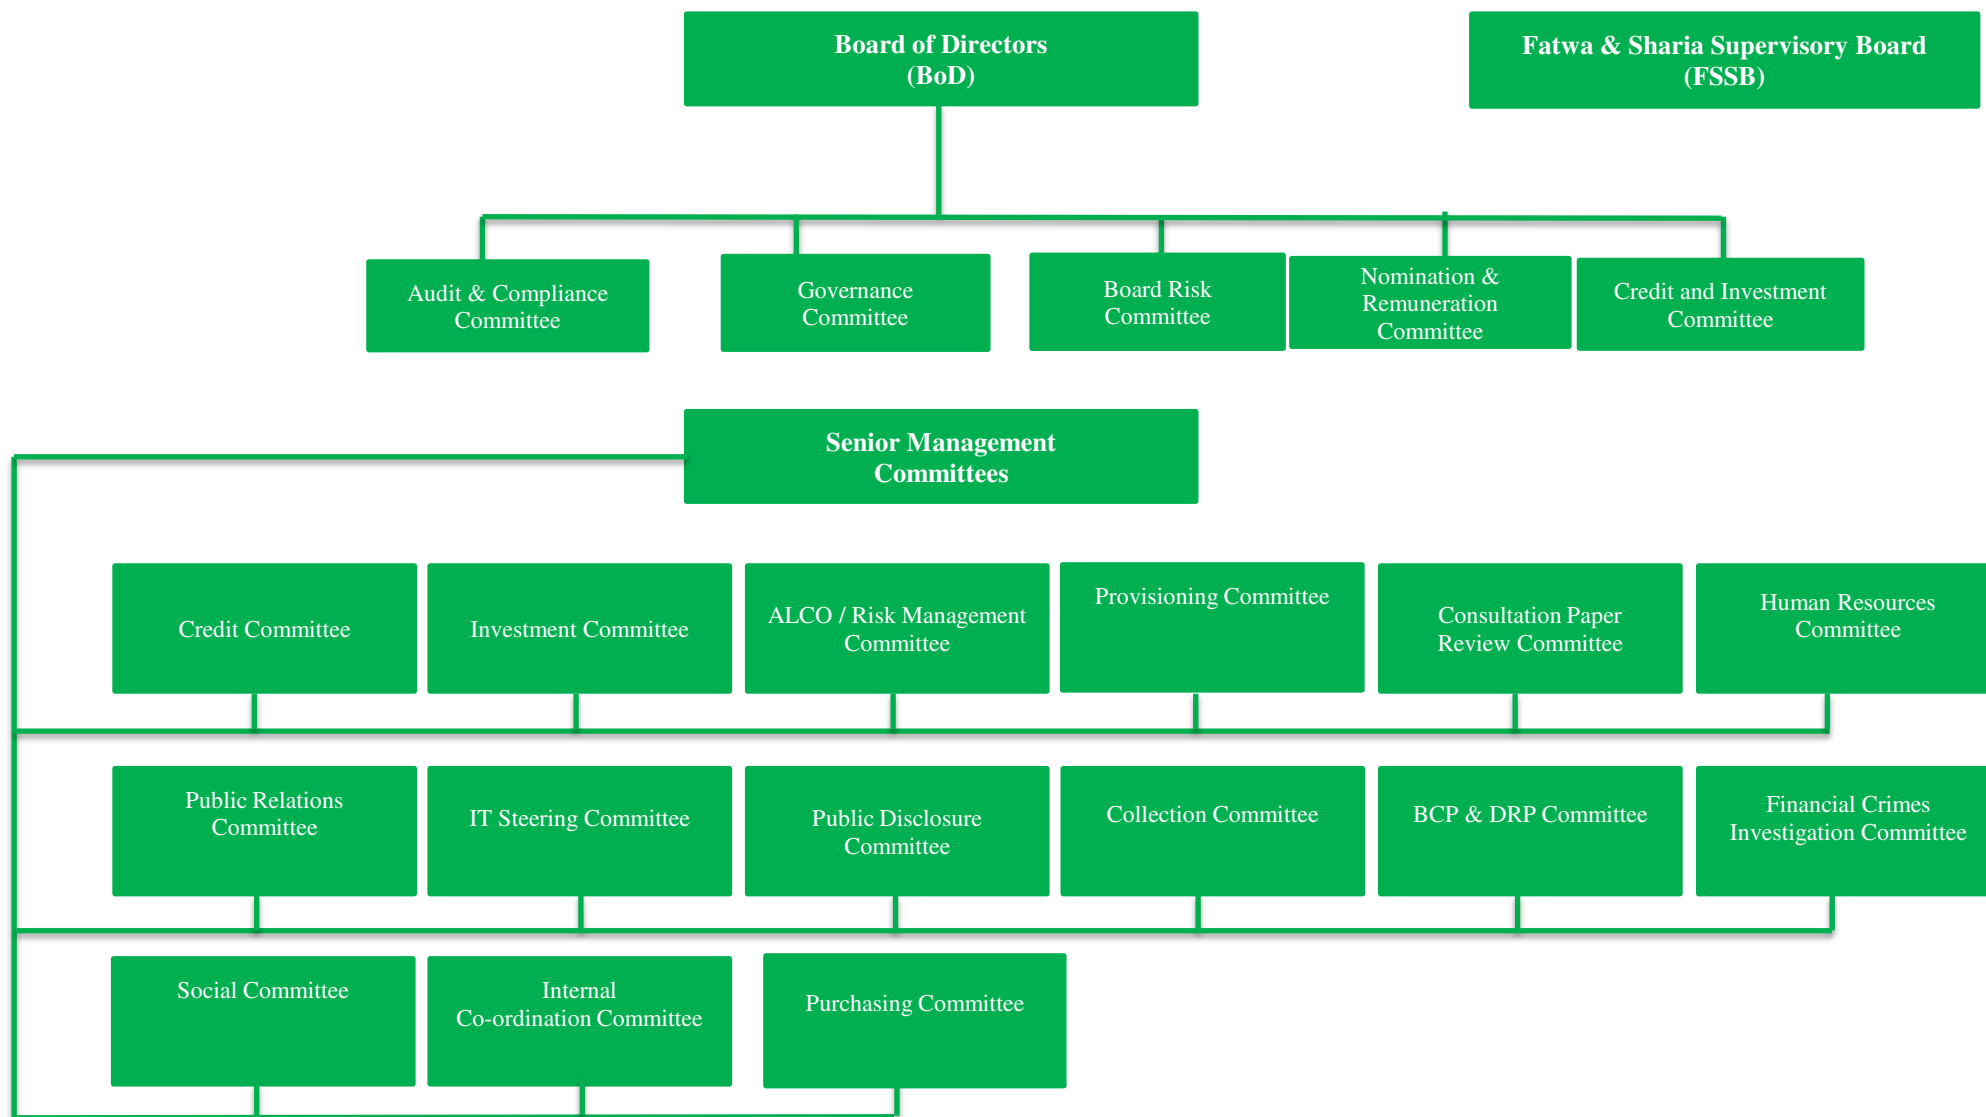 Board of Directors
(BoD)
Fatwa & Sharia Supervisory Board
(FSSB)
Audit & Compliance
Committee
Governance
Committee
Board Risk
Committee
Nomination &
Remuneration
Committee
Credit and Investment
Committee
Senior Management
Committees
Credit Committee
Investment Committee
ALCO / Risk Management
Committee
Provisioning Committee
Consultation Paper
Review Committee
Human Resources
Committee
Public Relations
Committee
IT Steering Committee
Public Disclosure
Committee
Collection Committee
BCP & DRP Committee
Financial Crimes
Investigation Committee
Social Committee
Internal
Co-ordination Committee
Purchasing Committee